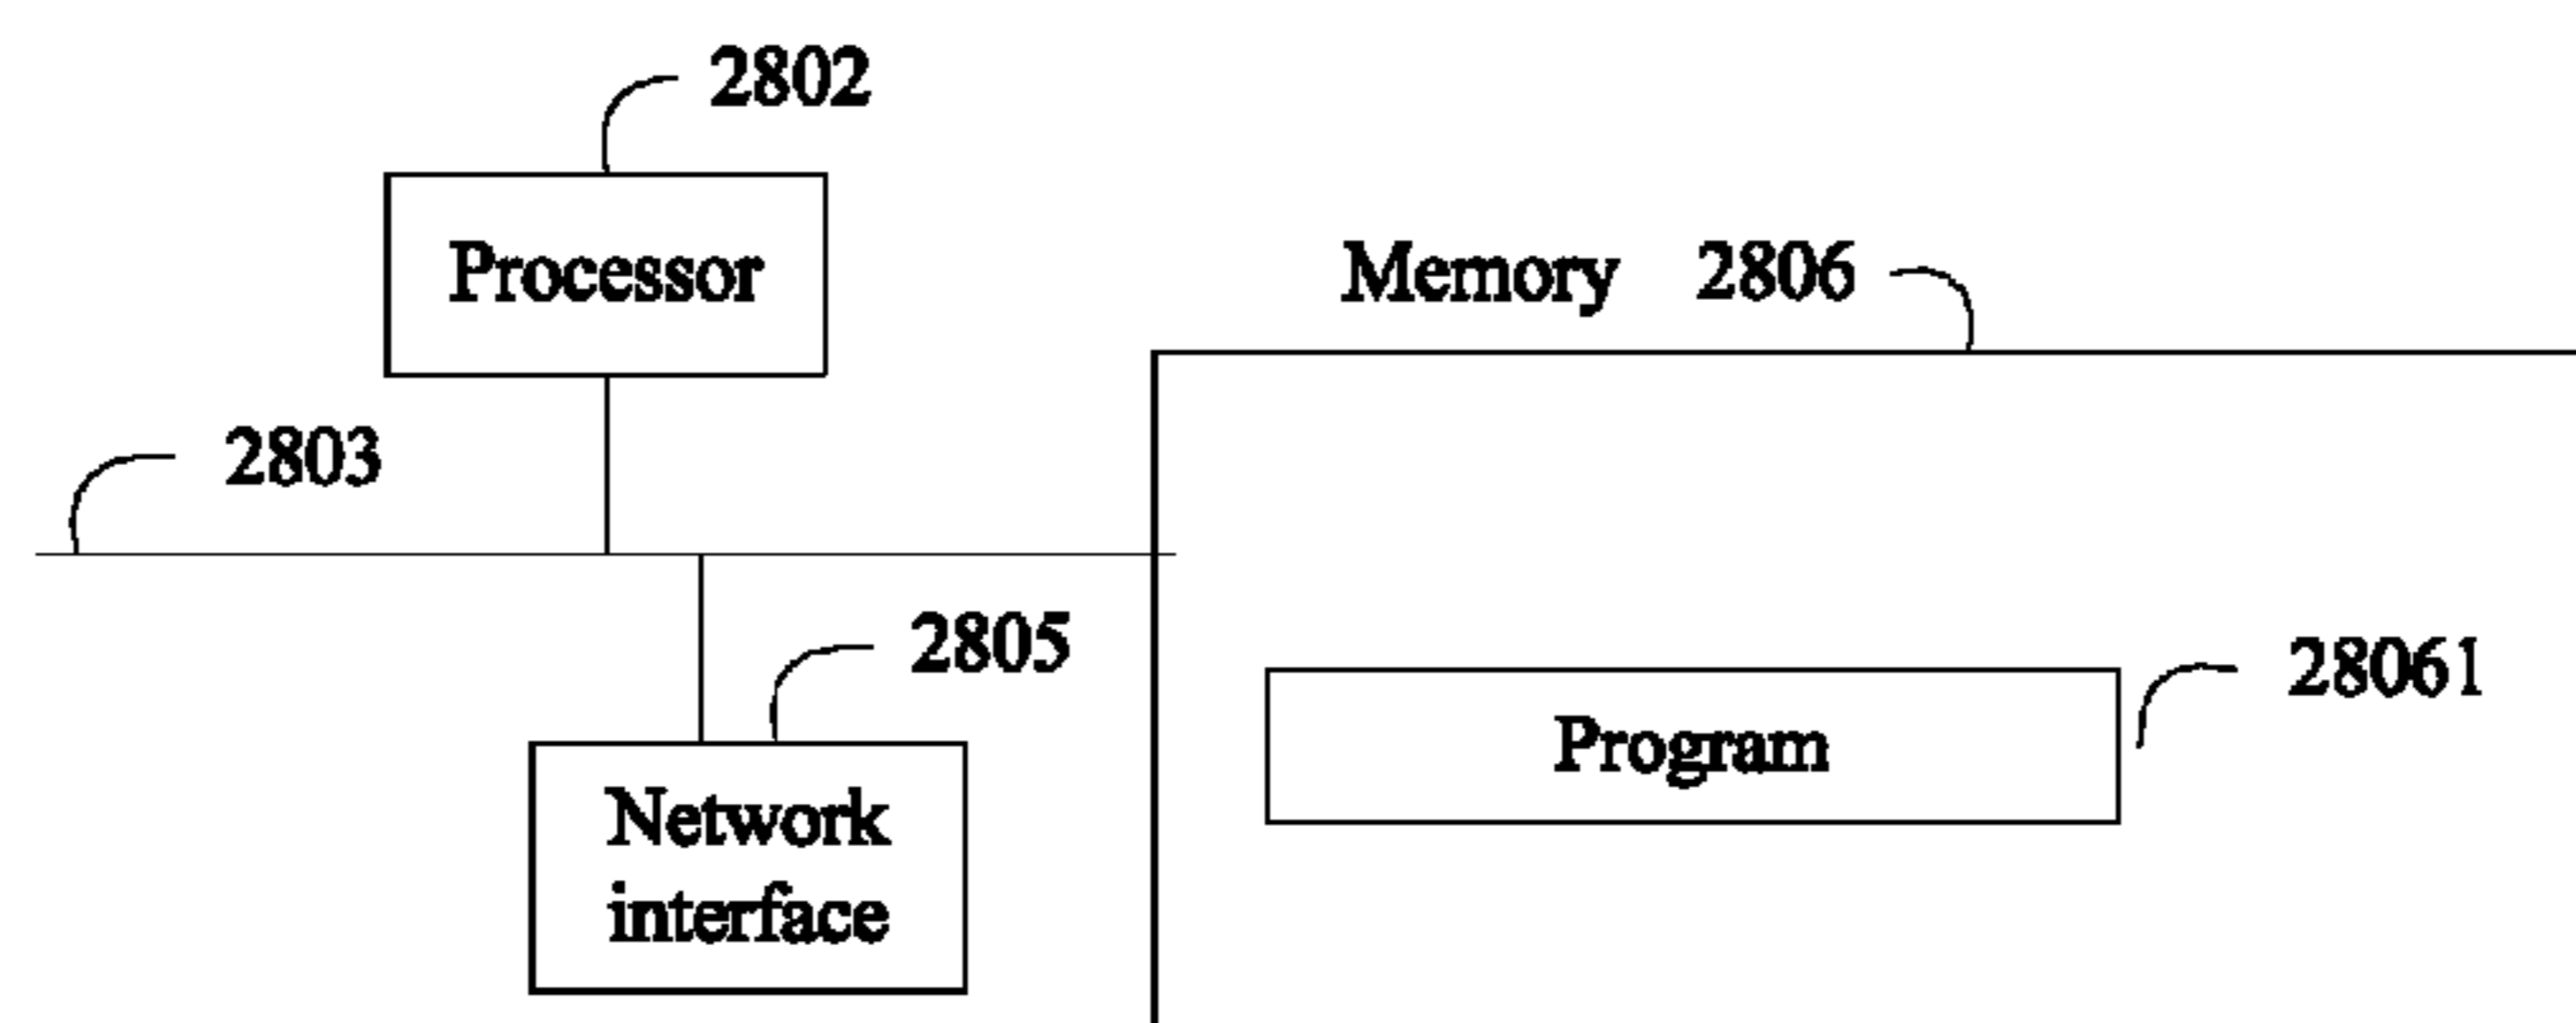 2802
Processor
Memory 2806
2803
2805
28061
Program
Network
interface